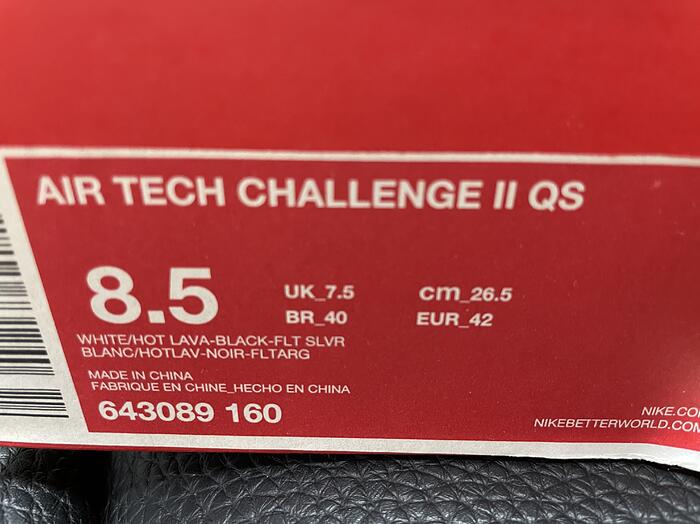 AIR TECH CHALLENGE II QS
8.5
UK_7.5 cm_26.5
BR_40 EUR_42
WHITE/HOT LAVA-BLACK-FLT SLVR
BLANC/HOTLAV-NOIR-FLTARG
MADE IN CHINA
FABRIQUE EN CHINE_HECHO EN CHINA
643089 160
NIKE.CO
NIKEBETTERWORLD.COM